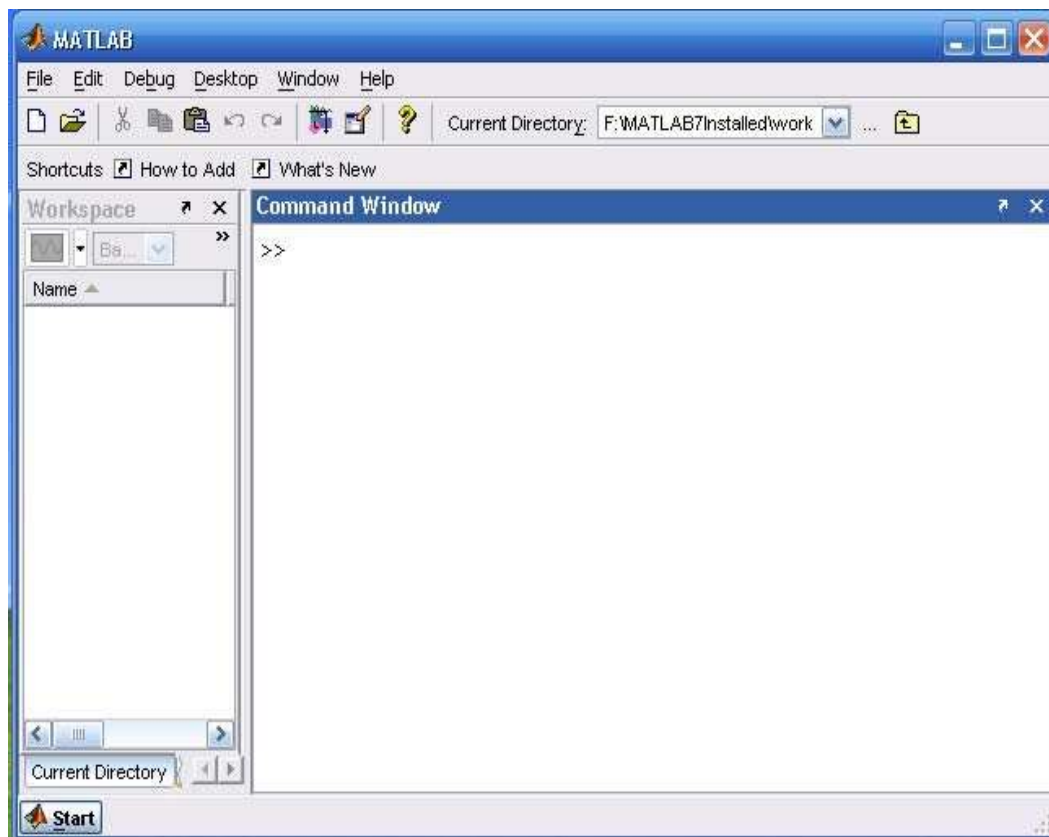 MATLAB
File Edit Debug Desktop Window Help
Current Directory: F:\MATLAB7Installed\work ...
Shortcuts How to Add What's New
Workspace
Command Window
Ba... »
>>
Name
Current Directory
Start